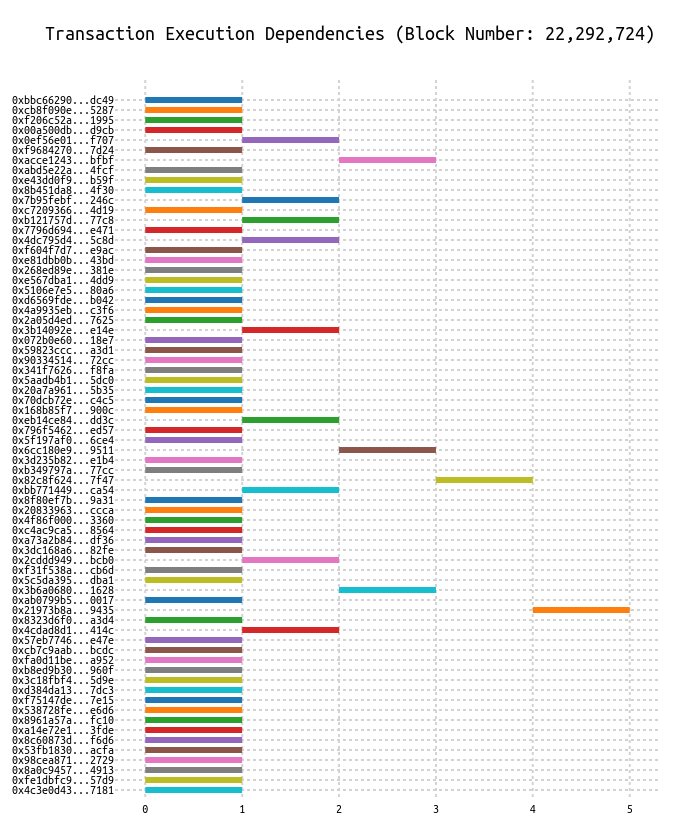 Transaction Execution Dependencies (Block Number: 22,292,724)
0xbbc66290...dc49
0xcb8f090e...5287
0xf206c52a...1995
0x00a500db...d9cb
0x0ef56e01...f707
0xf9684270...7d24
0xacce1243...bfbf
0xabd5e22a...4fcf
0xe43dd0f9...b59f
0x8b451da8...4f30
0x7b95febf...246c
0xc7209366...4d19
0xb121757d...77c8
0x7796d694...e471
0x4dc795d4...5c8d
0xf604f7d7...e9ac
0xe81dbb0b...43bd
0x268ed89e...381e
0xe567dba1...4dd9
0x5106e7e5...80a6
0xd6569fde...b042
0x4a9935eb...c3f6
0x2a05d4ed...7625
0x3b14092e...e14e
0x072b0e60...18e7
0x59823ccc...a3d1
0x90334514...72cc
0x341f7626...f8fa
0x5aadb4b1...5dc0
0x20a7a961...5b35
0x70dcb72e...c4c5
0x168b85f7...900c
0xeb14ce84...dd3c
0x796f5462...ed57
0x5f197af0...6ce4
0x6cc180e9...9511
0x3d235b82...e1b4
0xb349797a...77cc
0x82c8f624...7f47
0xbb771449...ca54
0x8f80ef7b...9a31
0x20833963...ccca
0x4f86f000...3360
0xc4ac9ca5...8564
0xa73a2b84...df36
0x3dc168a6...82fe
0x2cddd949...bcb0
0xf31f538a...cb6d
0x5c5da395...dba1
0x3b6a0680...1628
0xab0799b5...0017
0x21973b8a...9435
0x8323d6f0...a3d4
0x4cdad8d1...414c
0x57eb7746...e47e
0xcb7c9aab...bcdc
0xfa0d11be...a952
0xb8ed9b30...960f
0x3c18fbf4...5d9e
0xd384da13...7dc3
0xf75147de...7e15
0x538728fe...e6d6
0x8961a57a...fc10
0xa14e72e1...3fde
0x8c60873d...f6d6
0x53fb1830...acfa
0x98cea871...2729
0x8a0c9457...4913
0xfe1dbfc9...57d9
0x4c3e0d43...7181
0 1 2 3 4 5